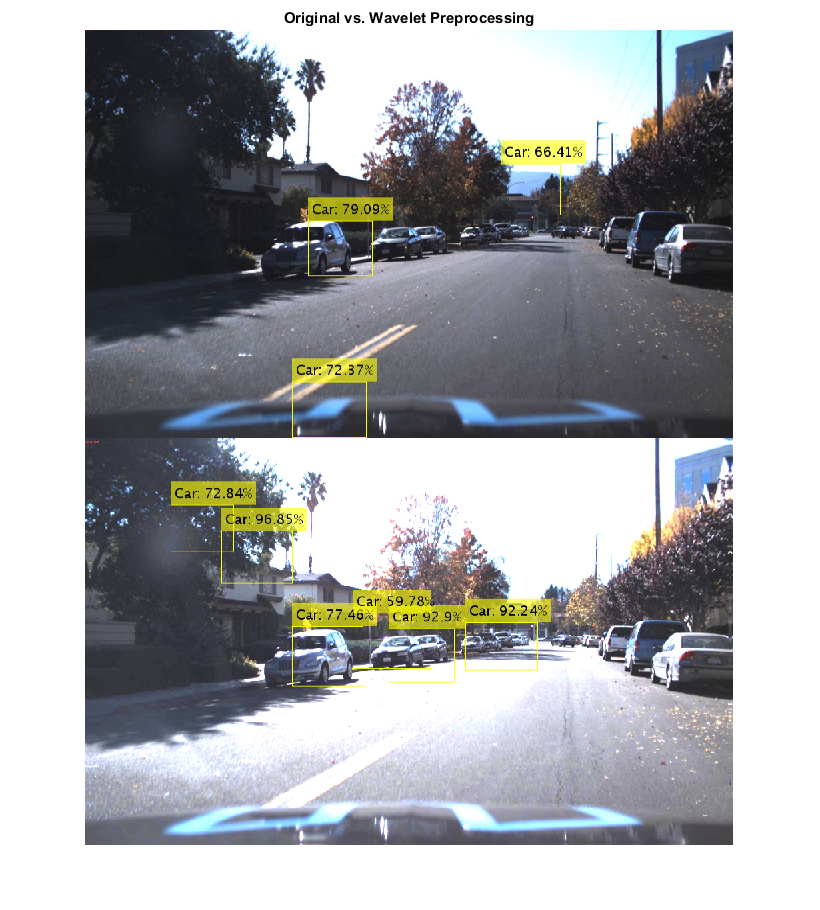 Original vs. Wavelet Preprocessing
Car: 66.41%
Car: 79.09%
Car: 72.37%
Car: 72.84%
Car: 96.85%
Car: 59.78%
Car: 77.46%
Car: 92.9%
Car: 92.24%